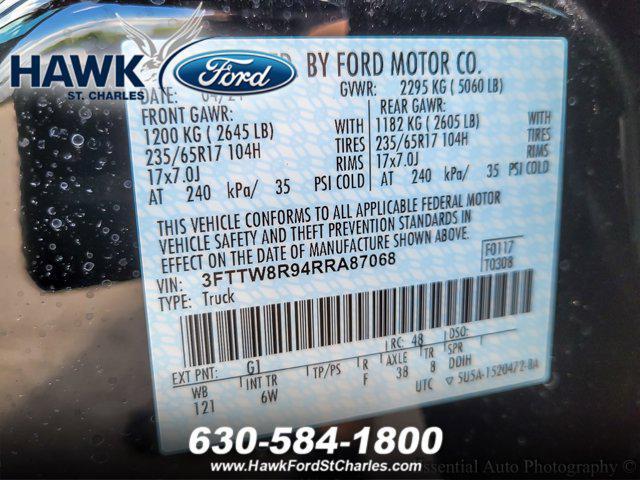 HAWK
ST. CHARLES
Ford
BY FORD MOTOR CO.
DATE: 04/24
GVWR: 2295 KG ( 5060 LB)
FRONT GAWR:
1200 KG ( 2645 LB)
WITH
235/65R17 104H
TIRES
17x7.0J
RIMS
AT 240 kPa/ 35 PSI COLD
REAR GAWR:
1182 KG ( 2605 LB)
WITH
235/65R17 104H
TIRES
17x7.0J
RIMS
AT 240 kPa/ 35 PSI COLD
THIS VEHICLE CONFORMS TO ALL APPLICABLE FEDERAL MOTOR
VEHICLE SAFETY AND THEFT PREVENTION STANDARDS IN
EFFECT ON THE DATE OF MANUFACTURE SHOWN ABOVE.
VIN: 3FTTW8R94RRA87068
F0117
TYPE: Truck
T0308
EXT PNT: G1
RC: 48
DSO:
WB
INT TR
TP/PS
R
AXLE
TR
SPR
121
6W
F
38
8
DDIH
UTC
5U5A-1520472-BA
630-584-1800
www.HawkFordStCharles.com
Essential Auto Photography ©